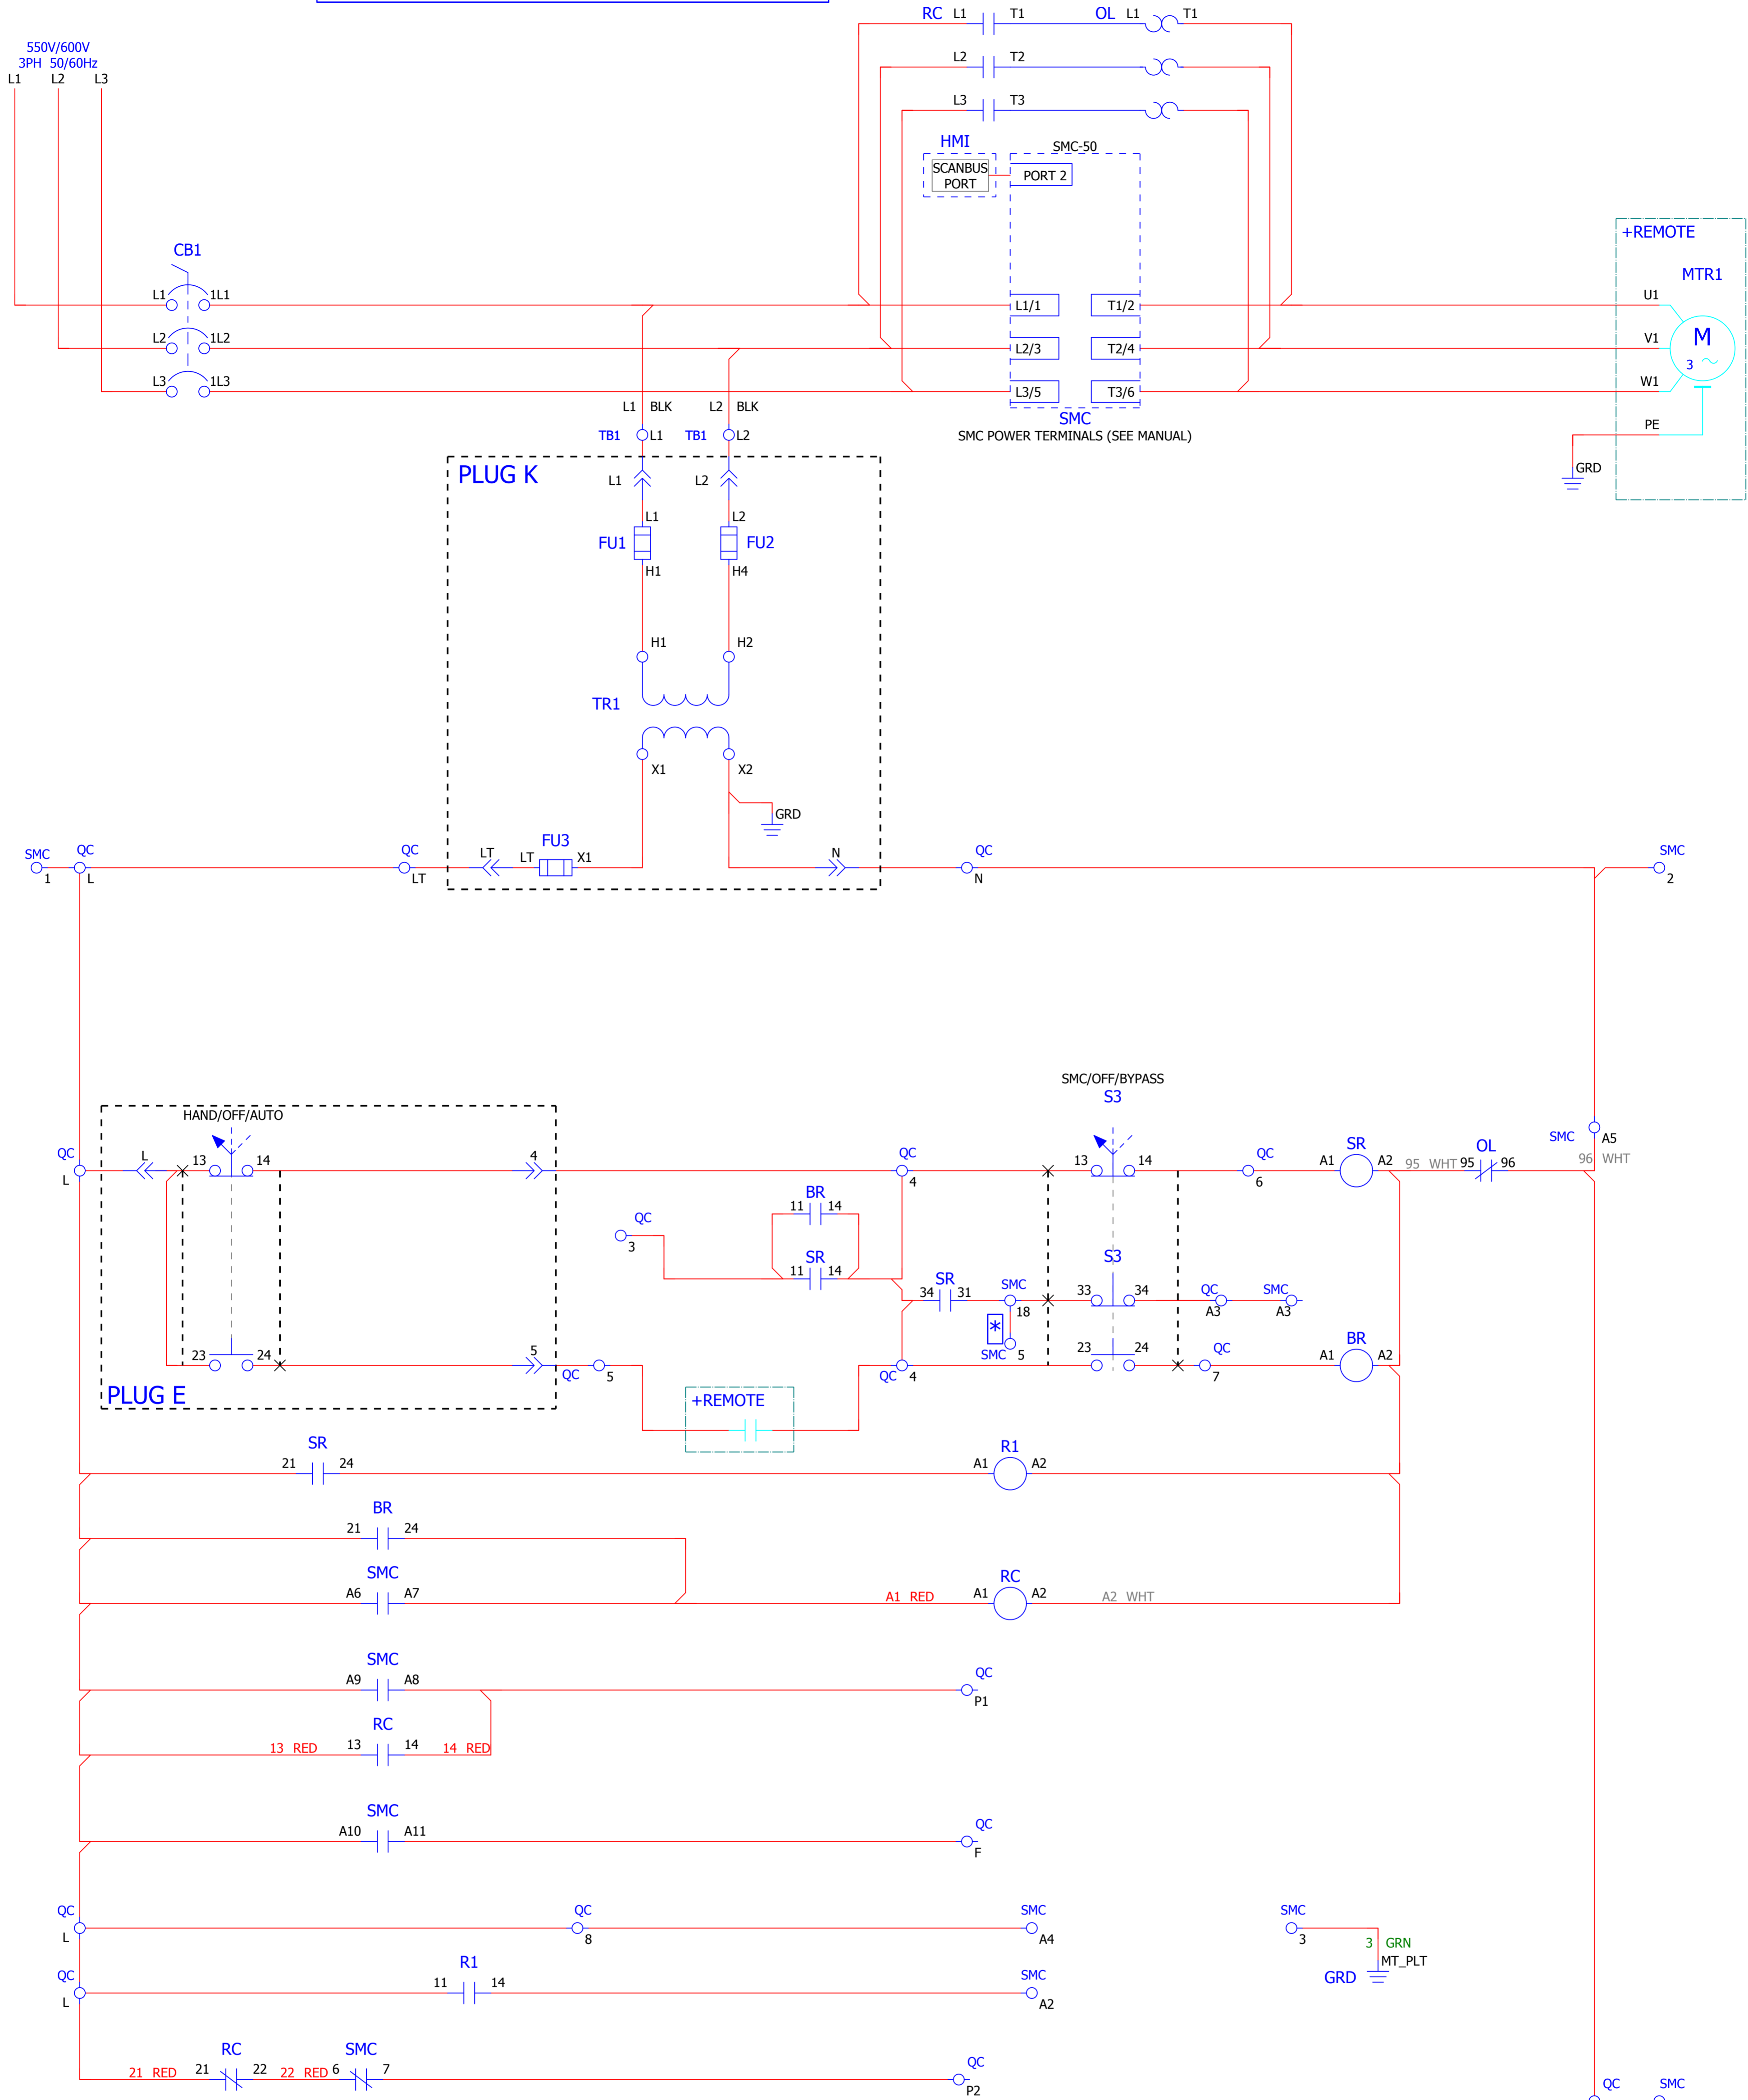 RC L1 T1 OL L1 T1
550V/600V
3PH 50/60Hz
L1 L2 L3
L2 T2
L3 T3
HMI
SMC-50
SCANBUS
PORT
PORT 2
+REMOTE
MTR1
CB1
L1 1L1
L1/1 T1/2
U1
L2 1L2
L2/3 T2/4
V1
M
3
L3 1L3
L3/5 T3/6
W1
L1 BLK L2 BLK
SMC
SMC POWER TERMINALS (SEE MANUAL)
PE
GRD
TB1 L1 TB1 L2
PLUG K
L1 L2
L1 L2
FU1 FU2
H1 H4
H1 H2
TR1
X1 X2
GRD
SMC QC QC FU3 N QC SMC
LT LT X1
1 L LT N 2
SMC/OFF/BYPASS
S3
HAND/OFF/AUTO
SMC A5
QC L 13 14 4 QC 13 14 QC SR OL
A1 A2 95 WHT 95 96 96 WHT
L 4 6
BR
11 14
QC
3
SR
11 14
S3
SR
34 31 SMC 33 34 QC SMC
18 A3 A3
*
SMC 5
23 24 5 23 24 QC BR
A1 A2
QC 5 QC 4 7
PLUG E
+REMOTE
SR
21 24
R1
A1 A2
BR
21 24
SMC
A6 A7
RC
A1 RED A1 A2 A2 WHT
SMC
A9 A8
QC
P1
RC
13 RED 13 14 14 RED
SMC
A10 A11
QC
F
QC QC SMC SMC
L 8 A4 3
3 GRN
MT_PLT
GRD
QC R1 SMC
11 14
L A2
RC SMC
21 RED 21 22 22 RED 6 7
QC
P2
QC SMC